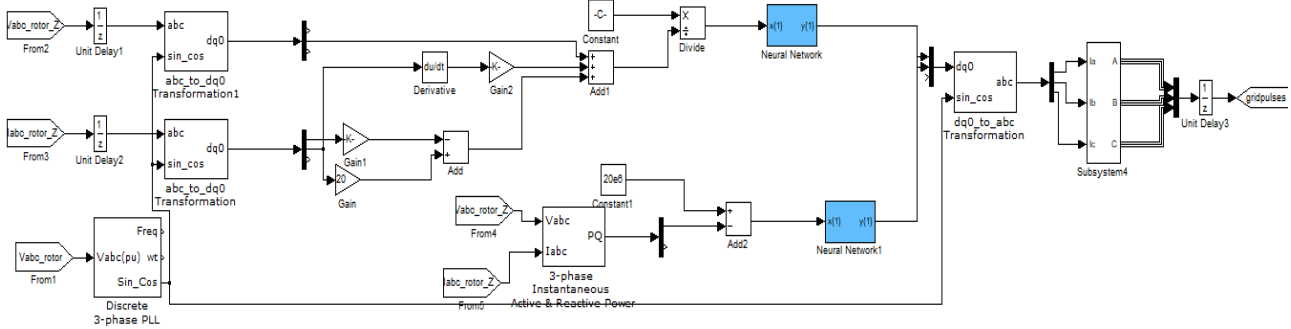 Vabc_rotor_Z
From2
1
z
Unit Delay1
abc
sin_cos
dq0
abc_to_dq0
Transformation1
Iabc_rotor_Z
From3
1
z
Unit Delay2
abc
sin_cos
dq0
abc_to_dq0
Transformation
Vabc_rotor
From1
Freq
Vabc(pu)
wt
Sin_Cos
Discrete
3-phase PLL
du/dt
Derivative
-K-
Gain2
-K-
Gain1
20
Gain
Add
-C-
Constant
Add1
X
÷
Divide
x{1}
y{1}
Neural Network
Vabc_rotor_Z
From4
Iabc_rotor_Z
From5
Vabc
Iabc
PQ
3-phase
Instantaneous
Active & Reactive Power
20e6
Constant1
Add2
x{1}
y{1}
Neural Network1
dq0
sin_cos
abc
dq0_to_abc
Transformation
Ia
Ib
Ic
A
B
C
Subsystem4
1
z
Unit Delay3
gridpulses